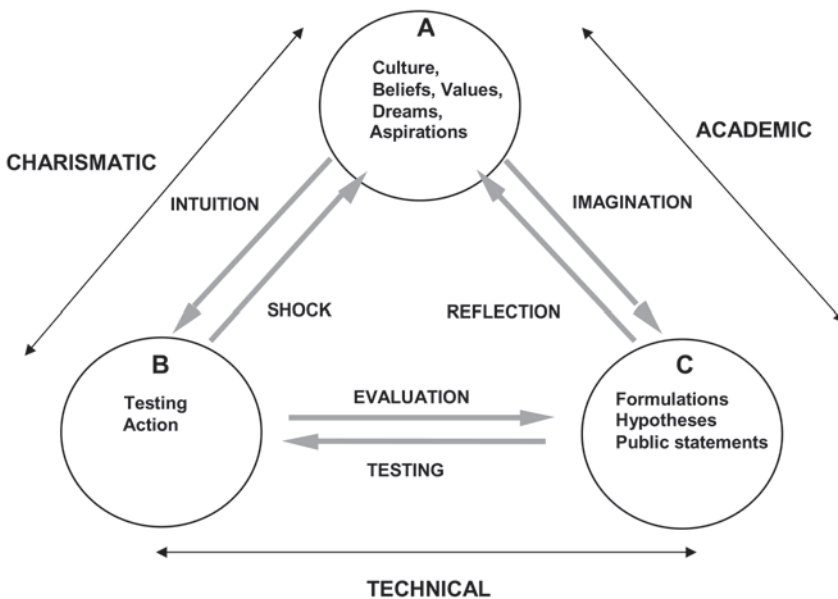 A
Culture,
Beliefs, Values,
Dreams,
Aspirations
CHARISMATIC
ACADEMIC
INTUITION
IMAGINATION
SHOCK
REFLECTION
B
Testing
Action
EVALUATION
TESTING
C
Formulations
Hypotheses
Public statements
TECHNICAL